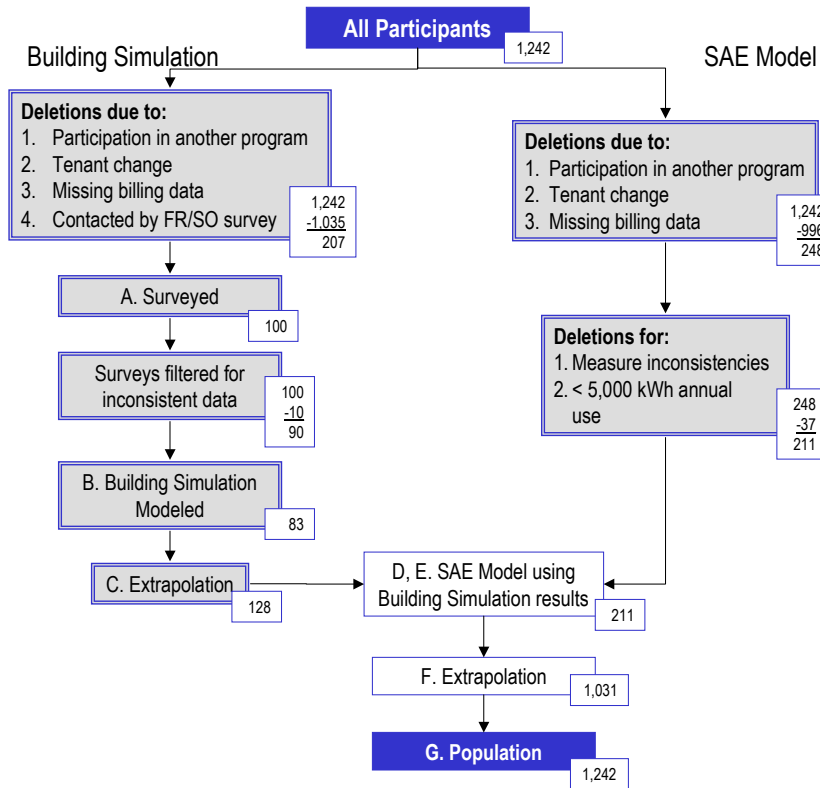 All Participants
1,242
Building Simulation
SAE Model
Deletions due to:
1. Participation in another program
2. Tenant change
3. Missing billing data
4. Contacted by FR/SO survey
1,242
-1,035
207
Deletions due to:
1. Participation in another program
2. Tenant change
3. Missing billing data
1,242
-996
248
A. Surveyed
100
Surveys filtered for
inconsistent data
100
-10
90
Deletions for:
1. Measure inconsistencies
2. < 5,000 kWh annual
use
248
-37
211
B. Building Simulation
Modeled
83
C. Extrapolation
128
D, E. SAE Model using
Building Simulation results
211
F. Extrapolation
1,031
G. Population
1,242